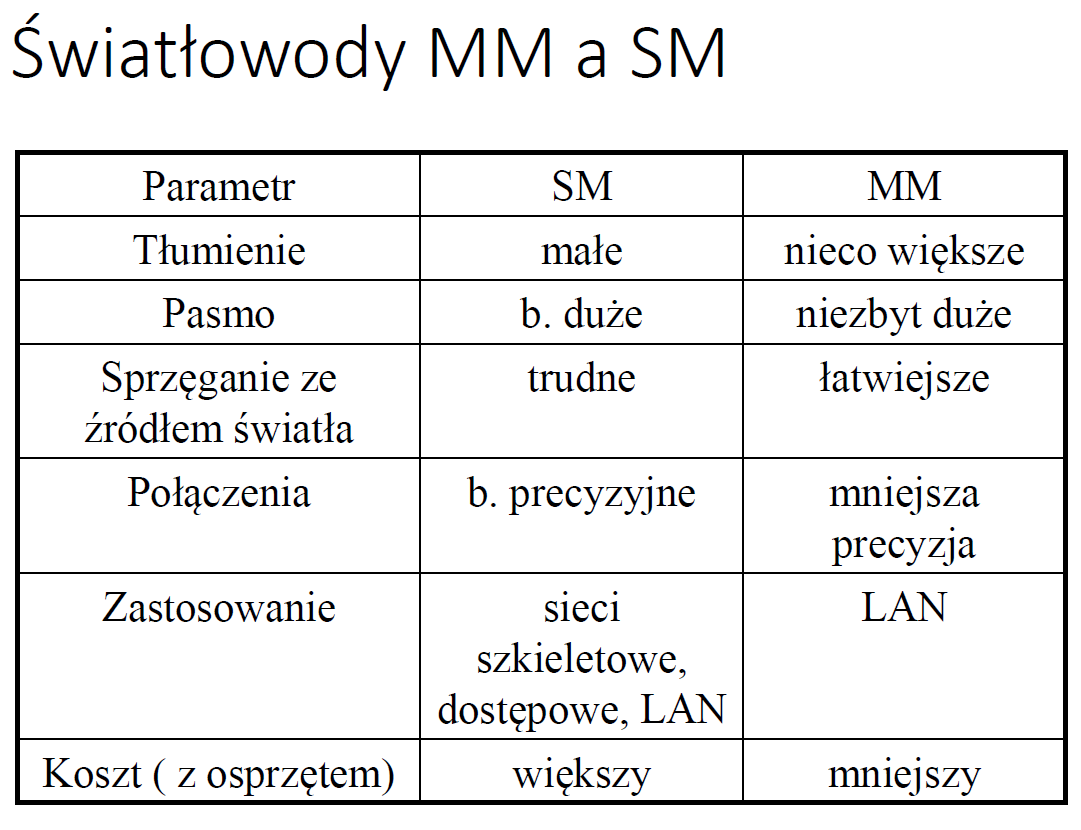 Światłowody MM a SM
Parametr SM MM
Tłumienie małe nieco większe
Pasmo b. duże niezbyt duże
Sprzęganie ze trudne łatwiejsze
źródłem światła
Połączenia b. precyzyjne mniejsza
precyzja
Zastosowanie sieci LAN
szkieletowe,
dostępowe, LAN
Koszt ( z osprzętem) większy mniejszy